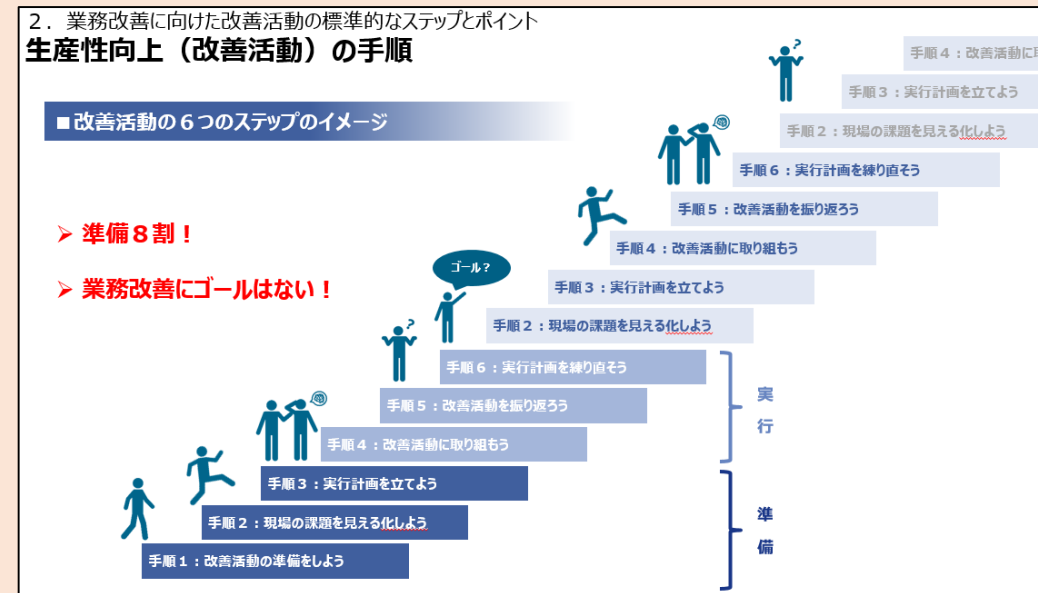 ２．業務改善に向けた改善活動の標準的なステップとポイント
生産性向上（改善活動）の手順
■改善活動の６つのステップのイメージ
➢ 準備８割！
➢ 業務改善にゴールはない！
手順４：改善活動に取
手順３：実行計画を立てよう
手順２：現場の課題を見える化しよう
手順６：実行計画を練り直そう
手順５：改善活動を振り返ろう
手順４：改善活動に取り組もう
手順３：実行計画を立てよう
手順２：現場の課題を見える化しよう
手順６：実行計画を練り直そう
手順５：改善活動を振り返ろう
手順４：改善活動に取り組もう
手順３：実行計画を立てよう
手順２：現場の課題を見える化しよう
手順１：改善活動の準備をしよう
?
ゴール？
?
実行
準備